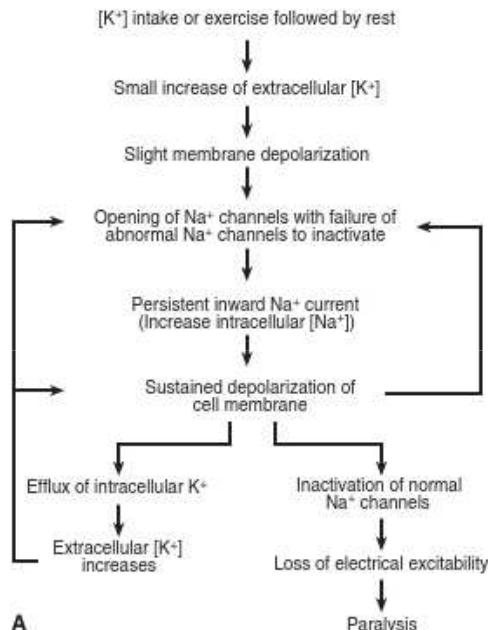 [K⁺] intake or exercise followed by rest
Small increase of extracellular [K⁺]
Slight membrane depolarization
Opening of Na⁺ channels with failure of
abnormal Na⁺ channels to inactivate
Persistent inward Na⁺ current
(Increase intracellular [Na⁺])
Sustained depolarization of
cell membrane
Efflux of intracellular K⁺
Extracellular [K⁺]
increases
Inactivation of normal
Na⁺ channels
Loss of electrical excitability
Paralysis
A